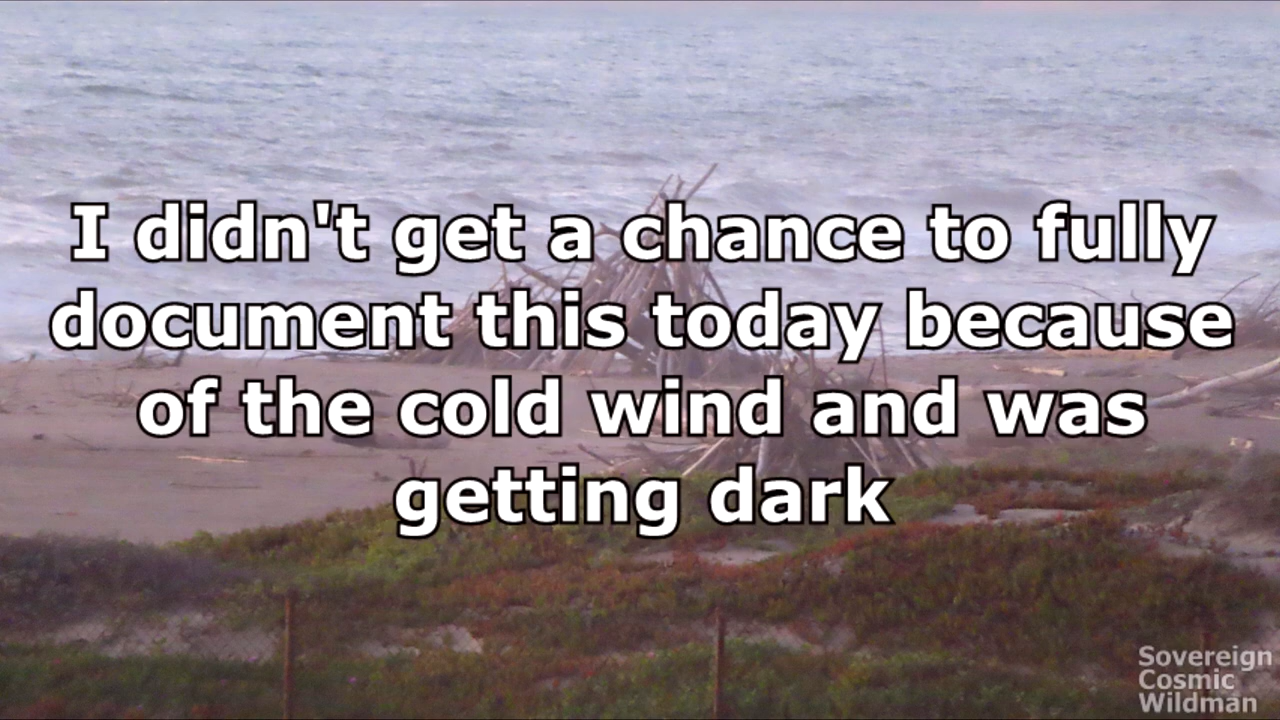 I didn't get a chance to fully
document this today because
of the cold wind and was
getting dark
Sovereign
Cosmic
Wildman